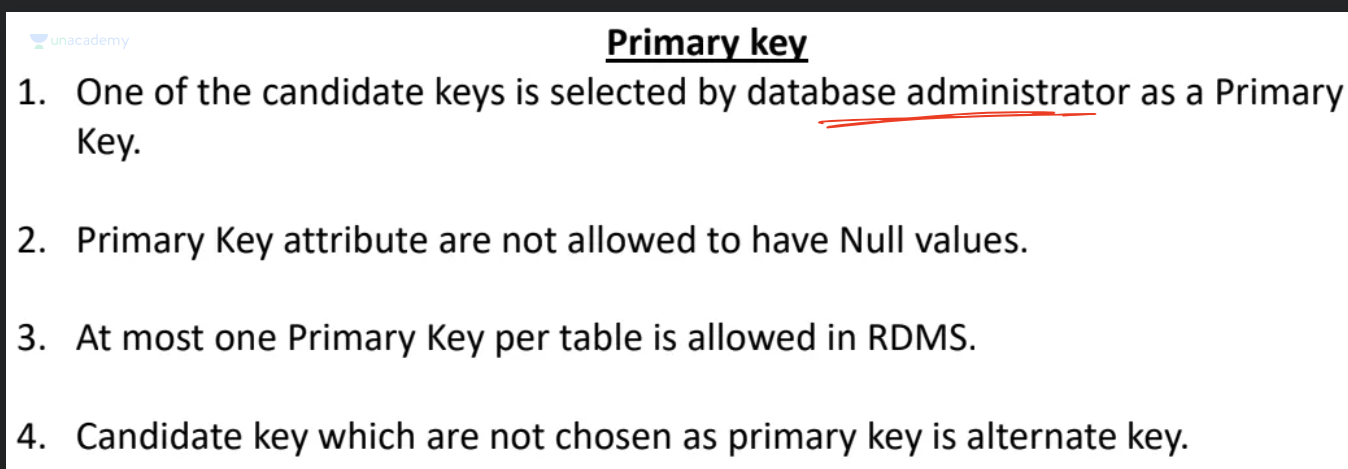 unacademy
Primary key
1. One of the candidate keys is selected by database administrator as a Primary
Key.
2. Primary Key attribute are not allowed to have Null values.
3. At most one Primary Key per table is allowed in RDMS.
4. Candidate key which are not chosen as primary key is alternate key.